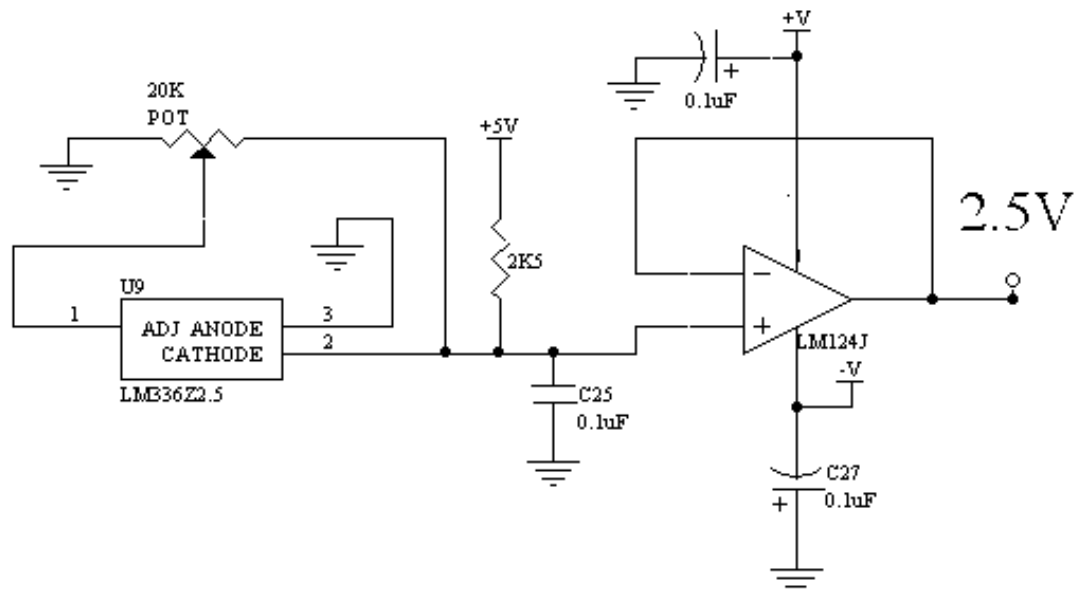 +V
+
0.1uF
20K
POT
+5V
2.5V
2K5
U9
1
ADJ ANODE
3
CATHODE
2
LM336Z2.5
−
+
LM124J
-V
C25
0.1uF
C27
+
0.1uF